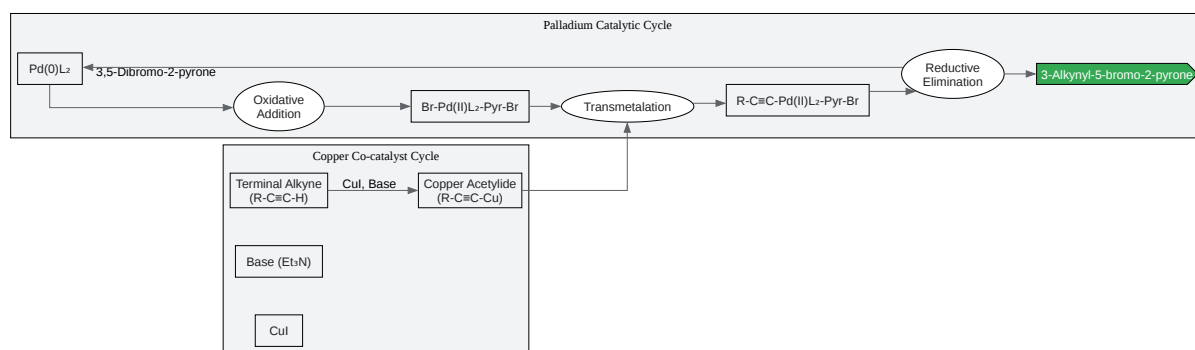 Palladium Catalytic Cycle
Pd(0)L₂
3,5-Dibromo-2-pyrone
Oxidative
Addition
Br-Pd(II)L₂-Pyr-Br
Transmetalation
R-C≡C-Pd(II)L₂-Pyr-Br
Reductive
Elimination
3-Alkynyl-5-bromo-2-pyrone
Copper Co-catalyst Cycle
Terminal Alkyne
(R-C≡C-H)
CuI, Base
Copper Acetylide
(R-C≡C-Cu)
Base (Et₃N)
CuI